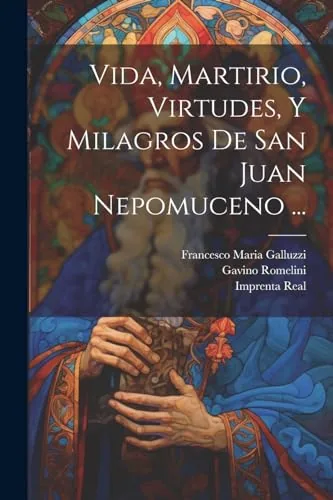 Vida, Martirio,
Virtudes, Y
Milagros De San
Juan
Nepomuceno ...
Francesco Maria Galluzzi
Gavino Romelini
Imprenta Real